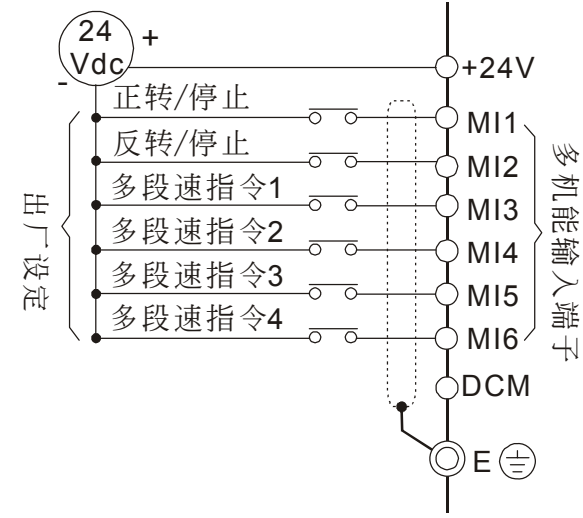 24
Vdc
+
-
+24V
正转/停止
MI1
反转/停止
MI2
多段速指令1
MI3
多段速指令2
MI4
多段速指令3
MI5
多段速指令4
MI6
DCM
E
出厂设定
多机能输入端子